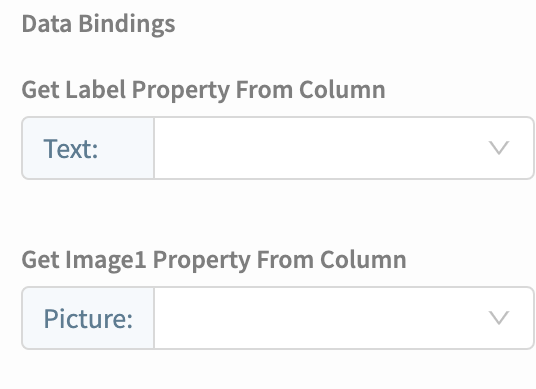 Data Bindings
Get Label Property From Column
Text:
Get Image1 Property From Column
Picture: